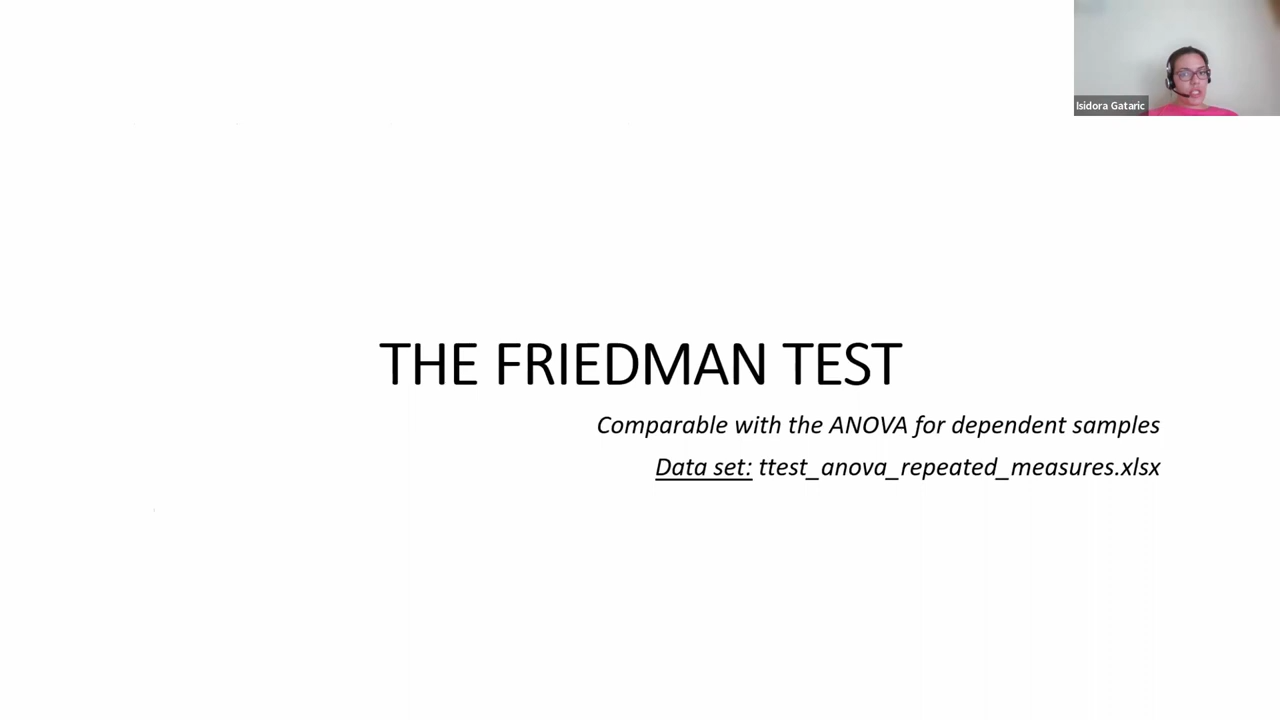 Isidora Gataric
THE FRIEDMAN TEST
Comparable with the ANOVA for dependent samples
Data set: ttest_anova_repeated_measures.xlsx